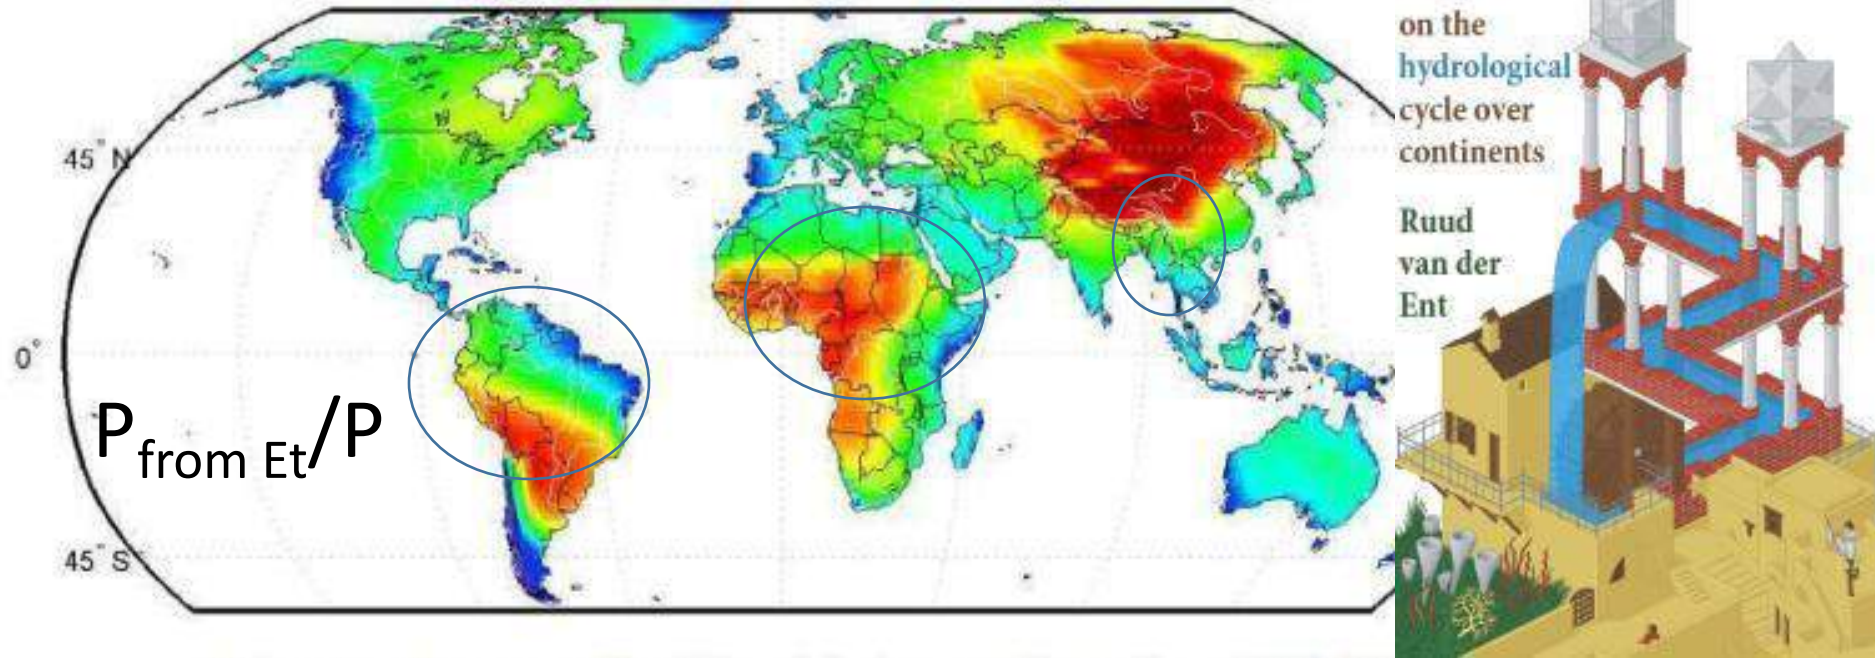 45° N
0°
45° S
P from Et/P
on the
hydrological
cycle over
continents
Ruud
van der
Ent